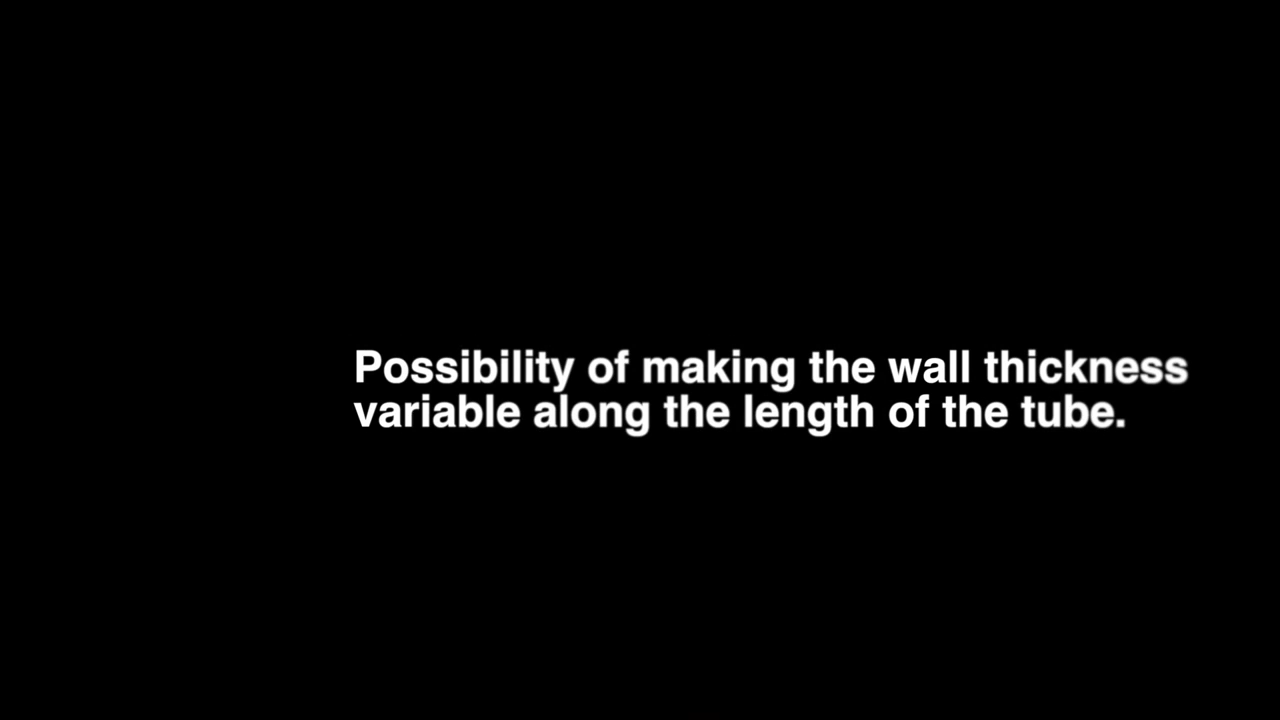 Possibility of making the wall thickness
variable along the length of the tube.